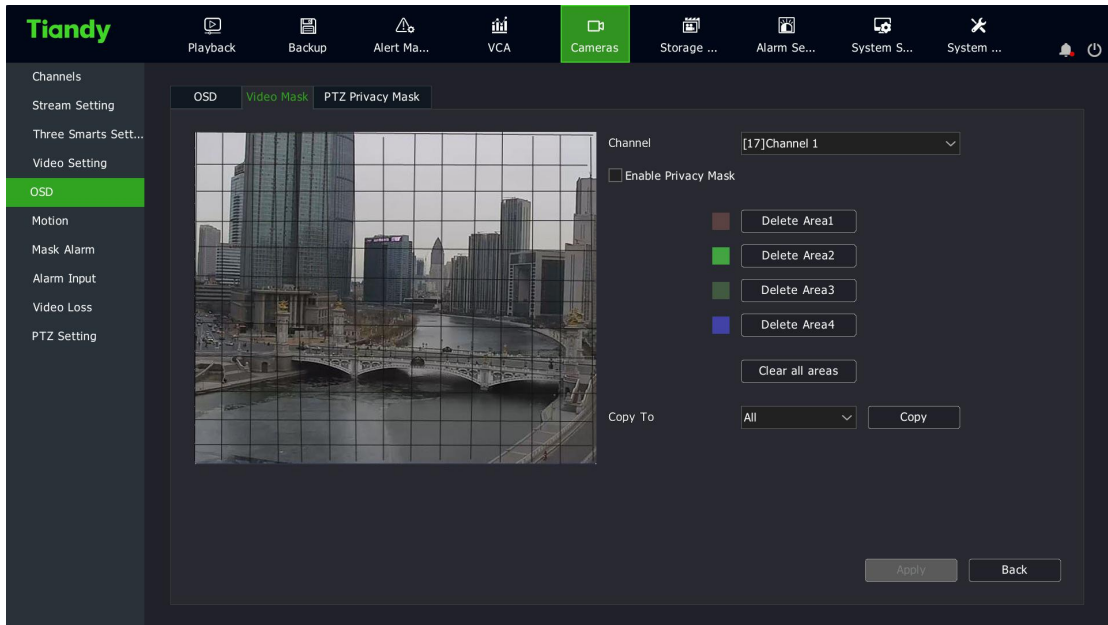 Tiandy
Playback
Backup
Alert Ma...
VCA
Cameras
Storage ...
Alarm Se...
System S...
System ...
Channels
Stream Setting
Three Smarts Sett...
Video Setting
OSD
Motion
Mask Alarm
Alarm Input
Video Loss
PTZ Setting
OSD
Video Mask
PTZ Privacy Mask
Channel
[17]Channel 1
Enable Privacy Mask
Delete Area1
Delete Area2
Delete Area3
Delete Area4
Clear all areas
Copy To
All
Copy
Apply
Back